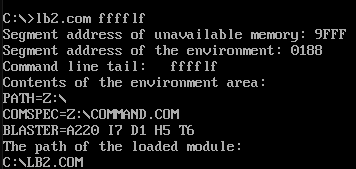 C:\>lb2.com fffflf
Segment address of unavailable memory: 9FFF
Segment address of the environment: 0188
Command line tail:  fffflf
Contents of the environment area:
PATH=Z:\
COMSPEC=Z:\COMMAND.COM
BLASTER=A220 I7 D1 H5 T6
The path of the loaded module:
C:\LB2.COM